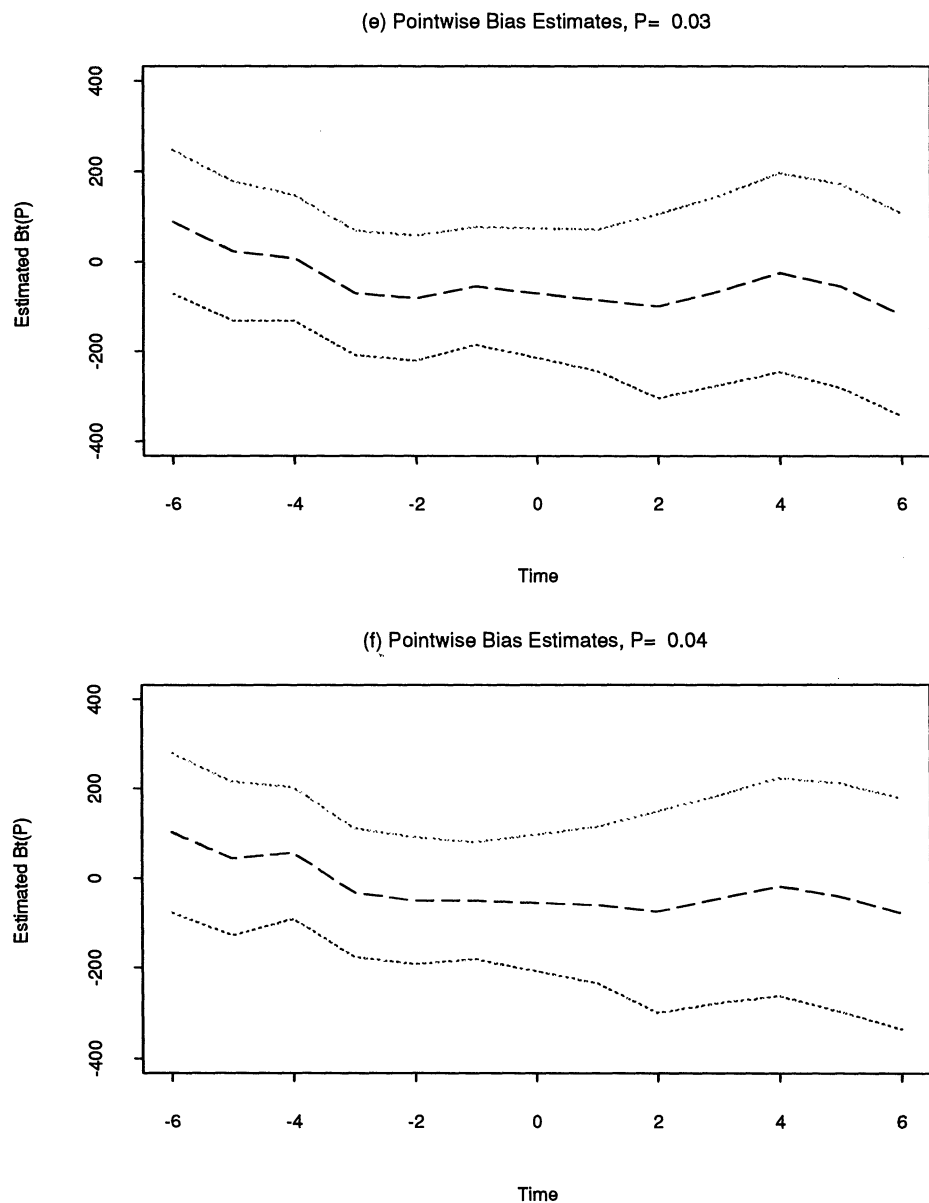 (e) Pointwise Bias Estimates, P= 0.03
400
200
0
-200
-400
Estimated Bt(P)
-6 -4 -2 0 2 4 6
Time
(f) Pointwise Bias Estimates, P= 0.04
400
200
0
-200
-400
Estimated Bt(P)
-6 -4 -2 0 2 4 6
Time